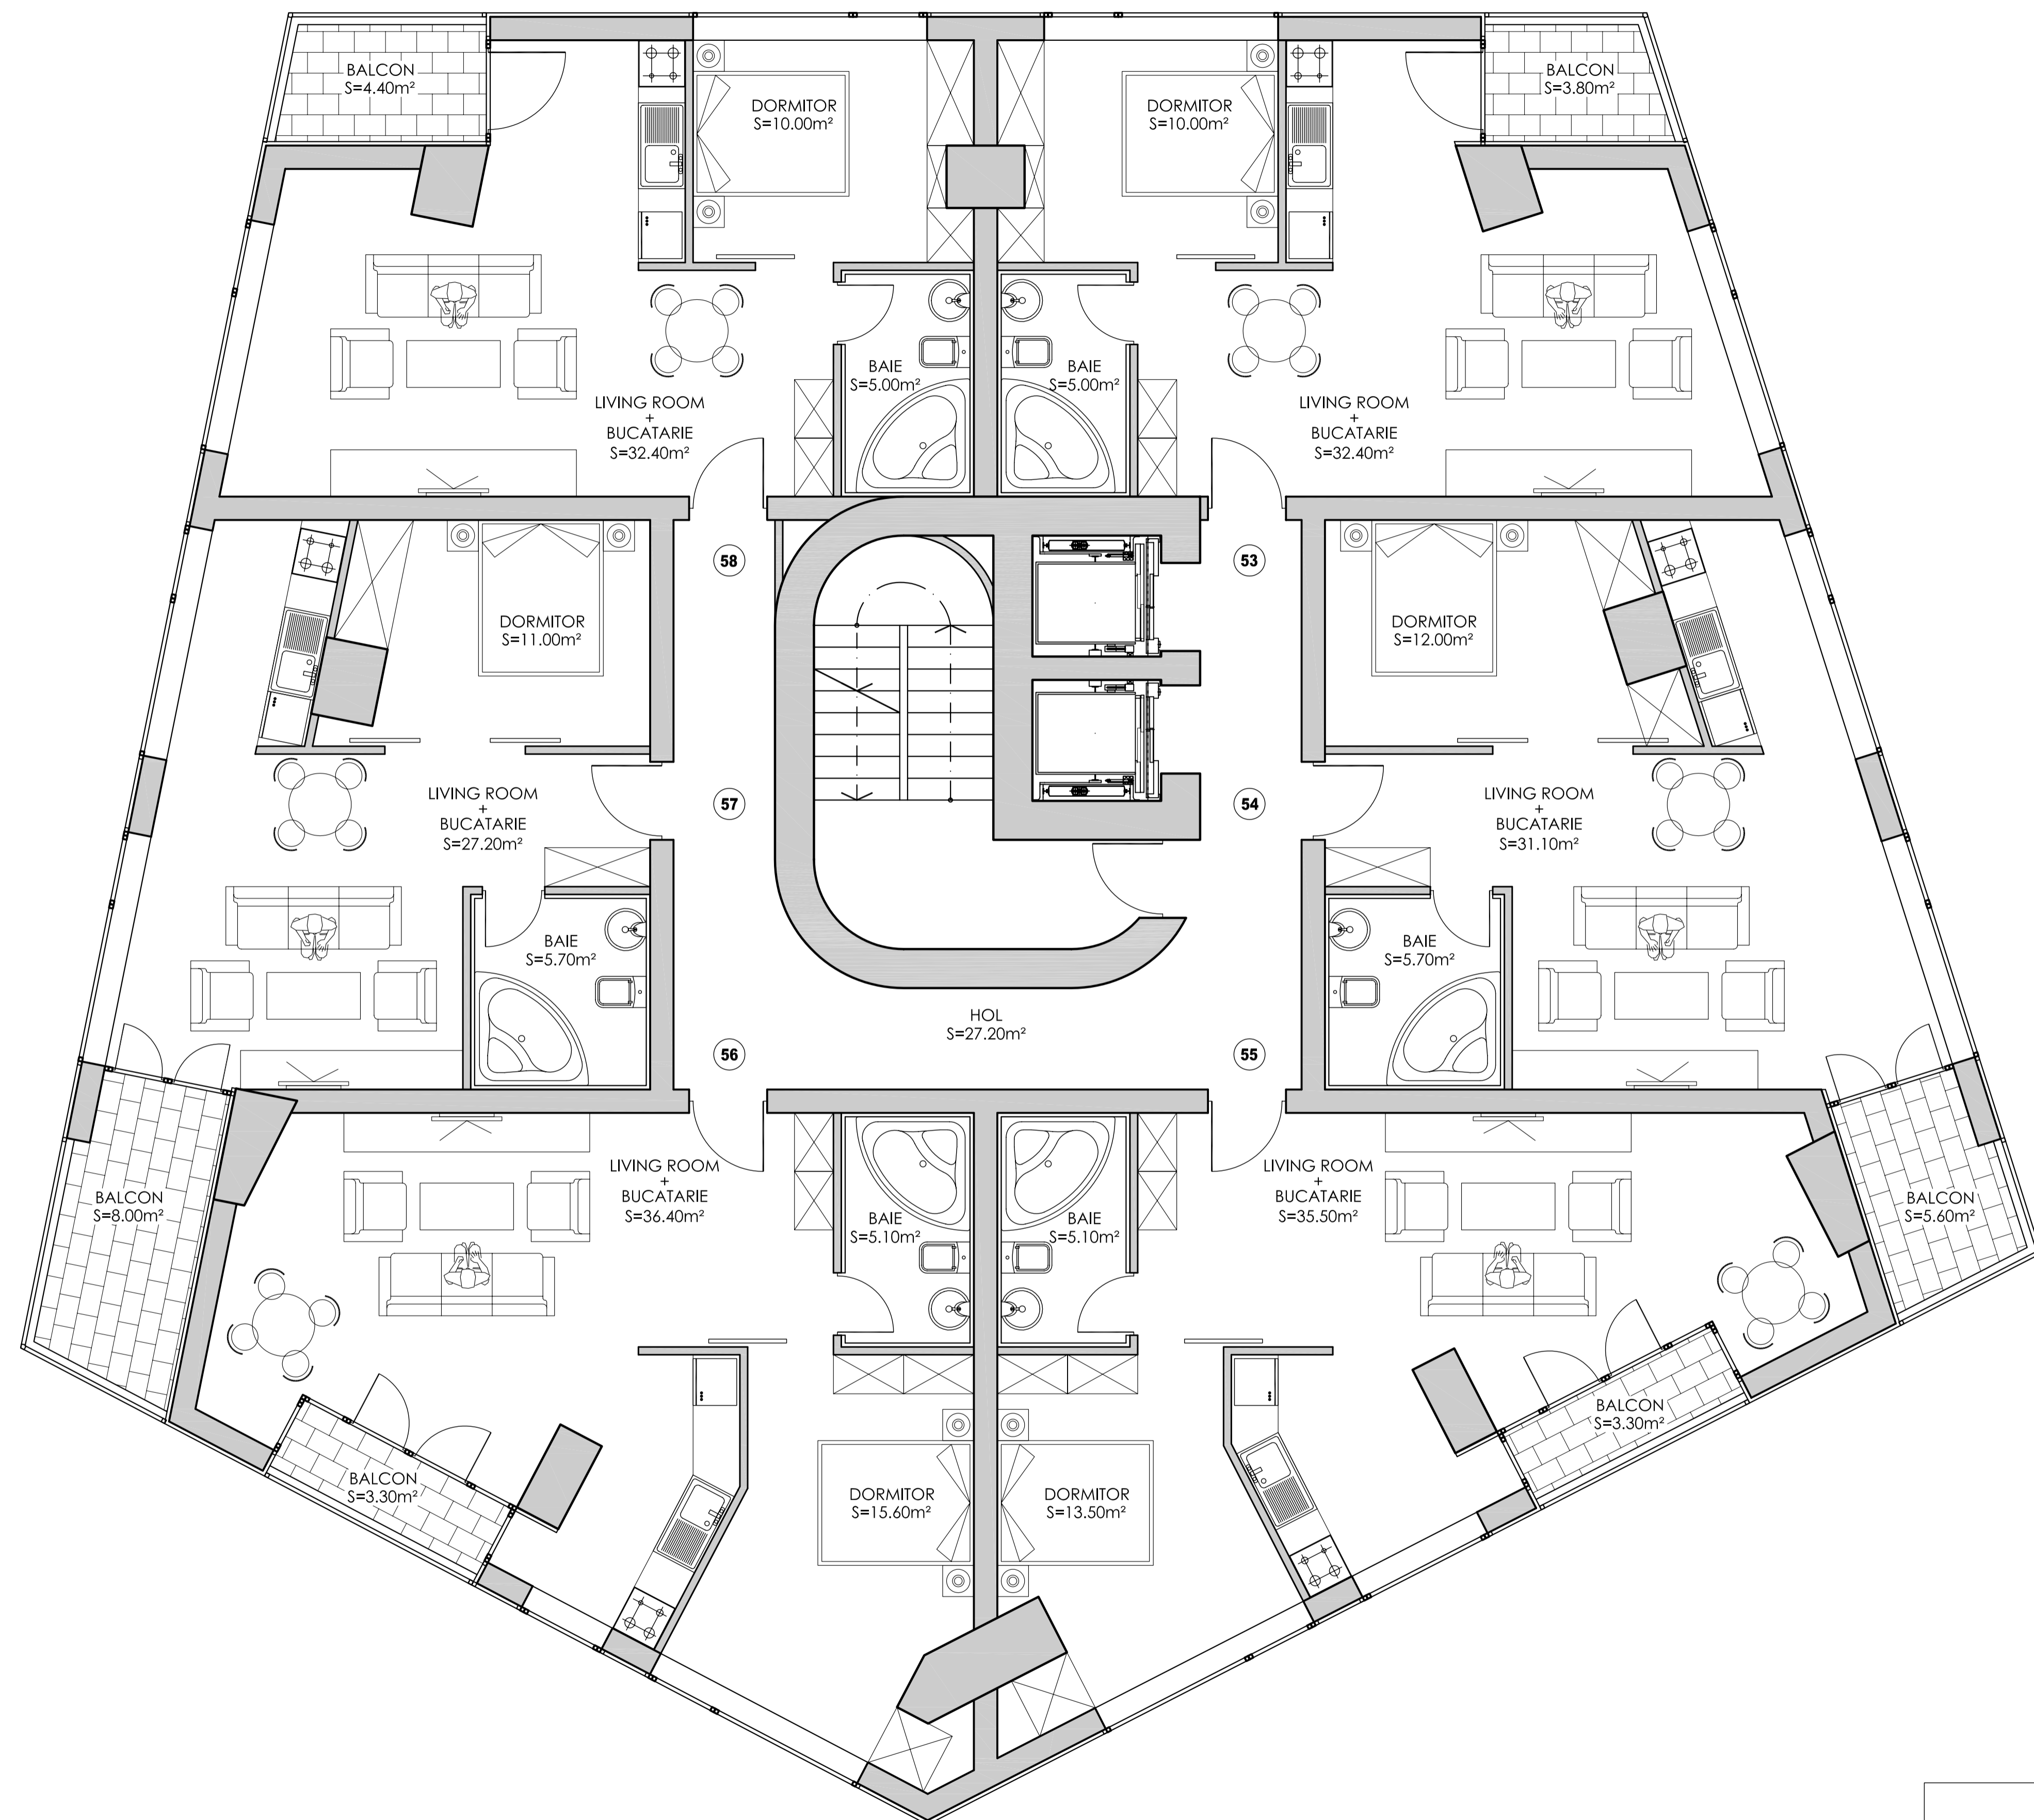 BALCON
S=4.40m²
DORMITOR
S=10.00m²
DORMITOR
S=10.00m²
BALCON
S=3.80m²
BAIE
S=5.00m²
BAIE
S=5.00m²
LIVING ROOM
+
BUCATARIE
S=32.40m²
LIVING ROOM
+
BUCATARIE
S=32.40m²
58
53
DORMITOR
S=11.00m²
DORMITOR
S=12.00m²
LIVING ROOM
+
BUCATARIE
S=27.20m²
57
54
LIVING ROOM
+
BUCATARIE
S=31.10m²
BAIE
S=5.70m²
BAIE
S=5.70m²
HOL
S=27.20m²
56
55
BALCON
S=8.00m²
LIVING ROOM
+
BUCATARIE
S=36.40m²
BAIE
S=5.10m²
BAIE
S=5.10m²
LIVING ROOM
+
BUCATARIE
S=35.50m²
BALCON
S=5.60m²
BALCON
S=3.30m²
BALCON
S=3.30m²
DORMITOR
S=15.60m²
DORMITOR
S=13.50m²